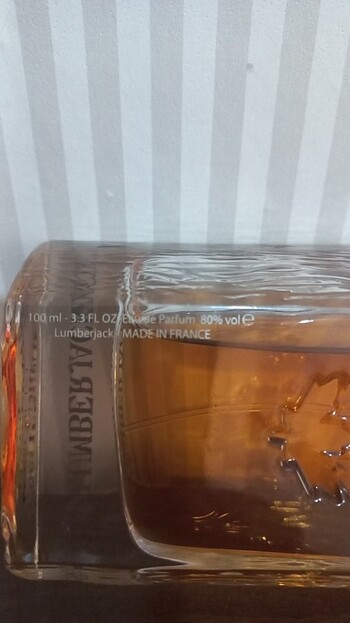 100 ml - 3.3 FL OZ Eau de Parfum 80% vol ℮
Lumberjack - MADE IN FRANCE
LUMBERJACK